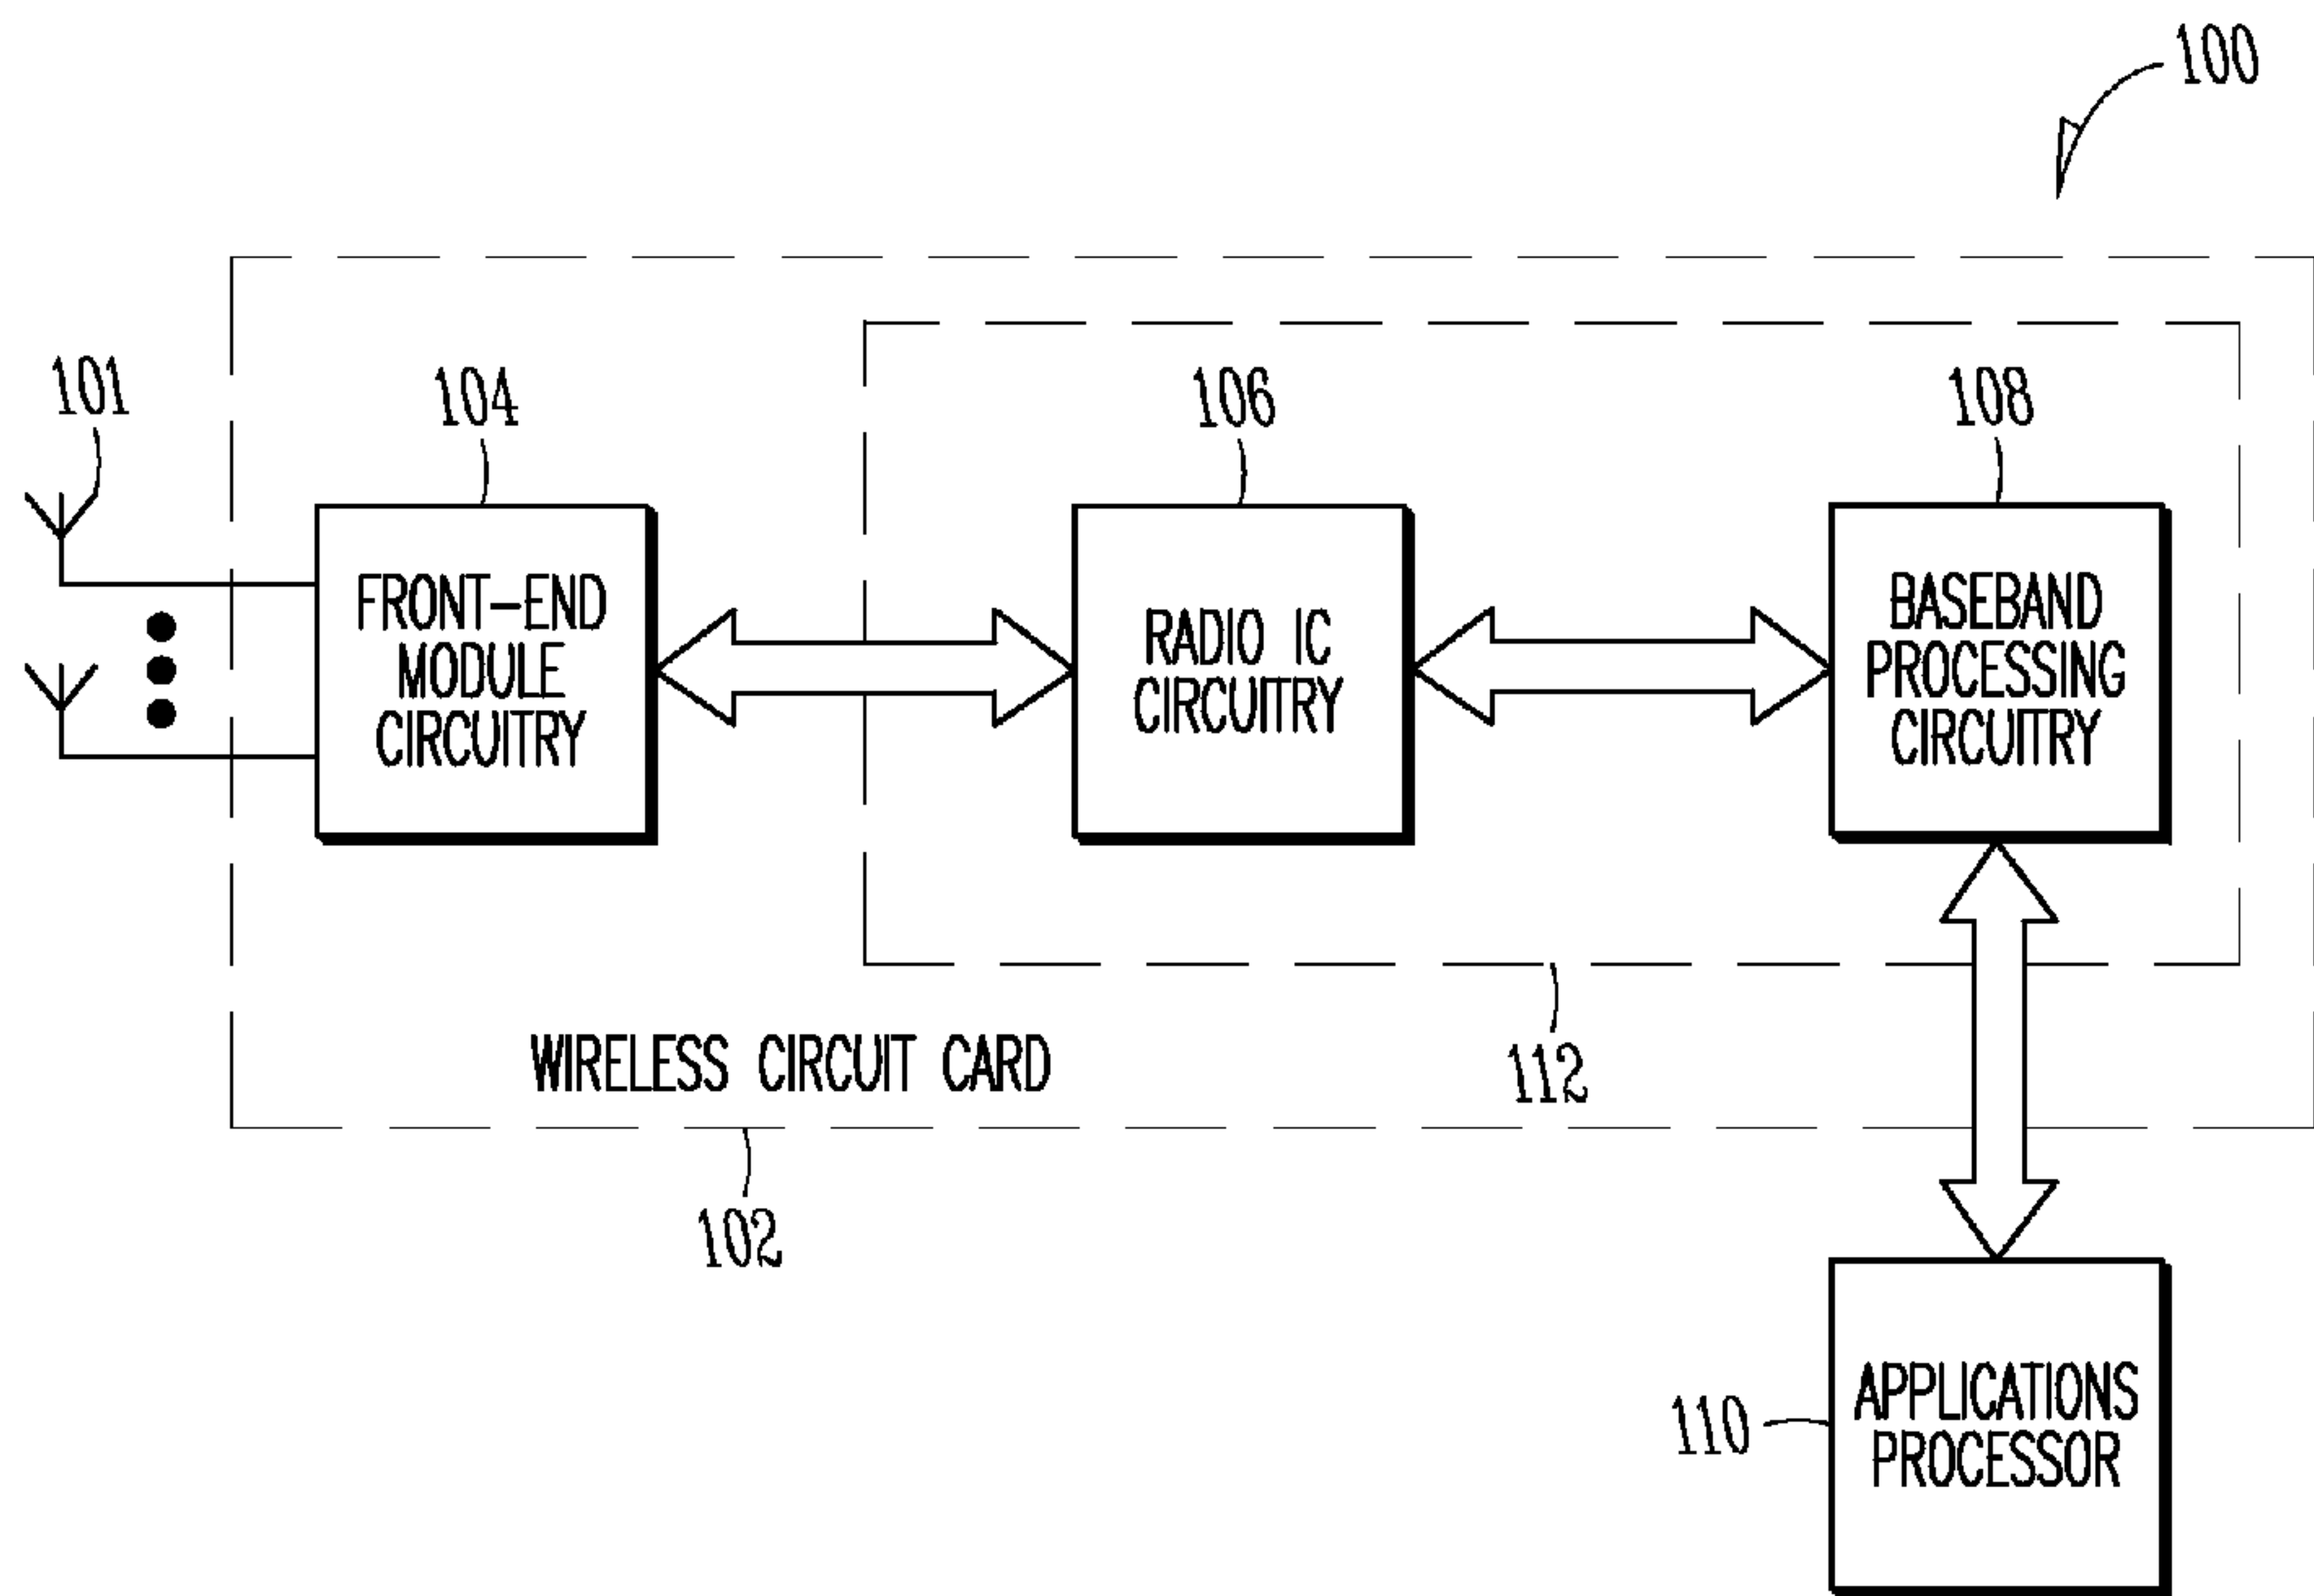 100
101
104
106
108
FRONT-END
MODULE
CIRCUITRY
RADIO IC
CIRCUITRY
BASEBAND
PROCESSING
CIRCUITRY
WIRELESS CIRCUIT CARD
112
102
110
APPLICATIONS
PROCESSOR